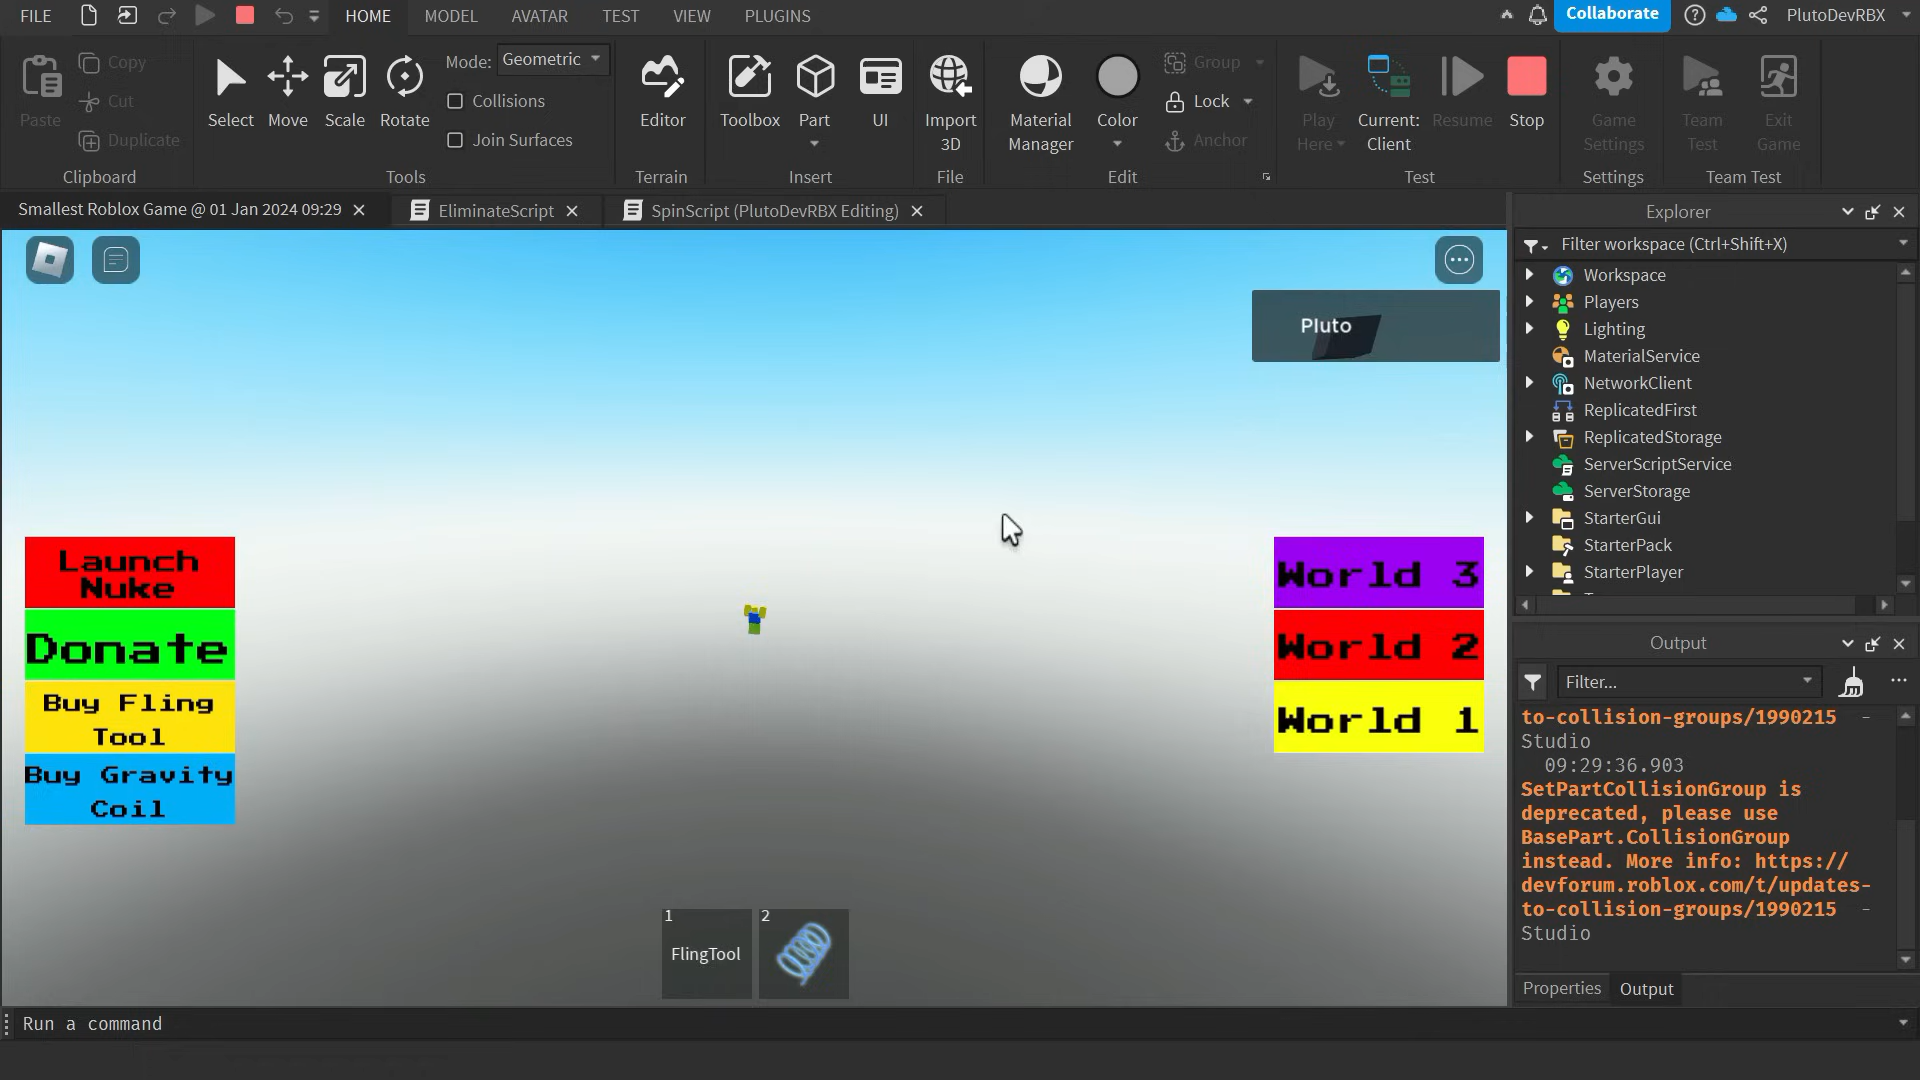 FILE
HOME
MODEL
AVATAR
TEST
VIEW
PLUGINS
Collaborate
PlutoDevRBX
Paste
Copy
Cut
Duplicate
Clipboard
Select
Move
Scale
Rotate
Mode: Geometric
Collisions
Join Surfaces
Tools
Editor
Terrain
Toolbox
Part
UI
Insert
Import
3D
File
Material
Manager
Color
Group
Lock
Anchor
Edit
Play
Here
Current:
Client
Resume
Stop
Test
Game
Settings
Settings
Team
Test
Exit
Game
Team Test
Smallest Roblox Game @ 01 Jan 2024 09:29
EliminateScript
SpinScript (PlutoDevRBX Editing)
Pluto
Launch
Nuke
Donate
Buy Fling
Tool
Buy Gravity
Coil
World 3
World 2
World 1
1
FlingTool
2
Explorer
Filter workspace (Ctrl+Shift+X)
Workspace
Players
Lighting
MaterialService
NetworkClient
ReplicatedFirst
ReplicatedStorage
ServerScriptService
ServerStorage
StarterGui
StarterPack
StarterPlayer
Output
Filter...
to-collision-groups/1990215 -
Studio
09:29:36.903
SetPartCollisionGroup is
deprecated, please use
BasePart.CollisionGroup
instead. More info: https://
devforum.roblox.com/t/updates-
to-collision-groups/1990215 -
Studio
Properties
Output
Run a command